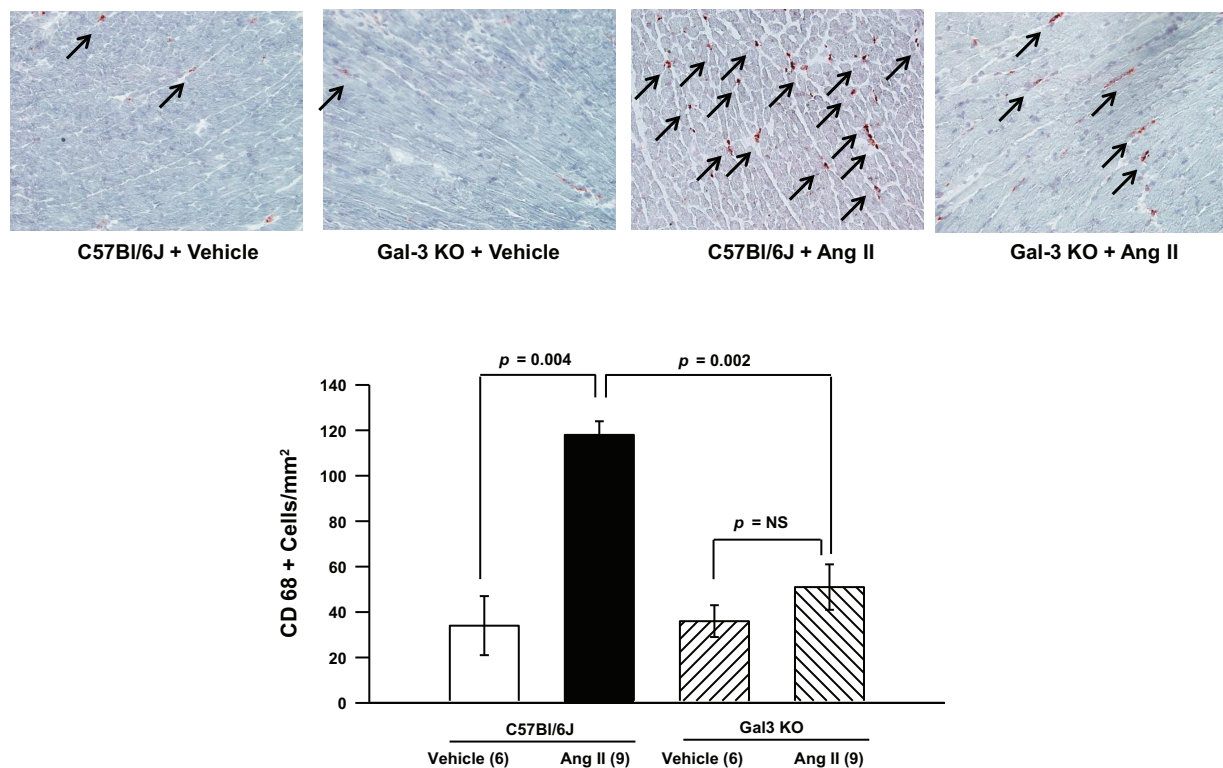 C57Bl/6J + Vehicle
Gal-3 KO + Vehicle
C57Bl/6J + Ang II
Gal-3 KO + Ang II
p = 0.004
p = 0.002
p = NS
CD 68 + Cells/mm²
140
120
100
80
60
40
20
0
C57Bl/6J
Gal3 KO
Vehicle (6)
Ang II (9)
Vehicle (6)
Ang II (9)